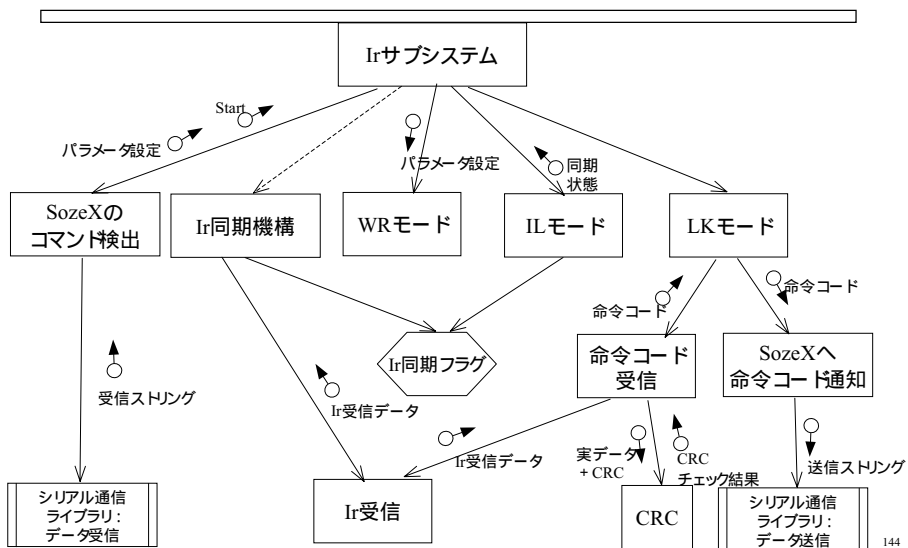 Irサブシステム
Start
パラメータ設定
パラメータ設定
同期
状態
SozeXの
コマンド検出
Ir同期機構
WRモード
ILモード
LKモード
命令コード
命令コード
Ir同期フラグ
命令コード
受信
SozeXへ
命令コード通知
受信ストリング
Ir受信データ
Ir受信データ
実データ
+ CRC
CRC
チェック結果
送信ストリング
シリアル通信
ライブラリ:
データ受信
Ir受信
CRC
シリアル通信
ライブラリ:
データ送信
144